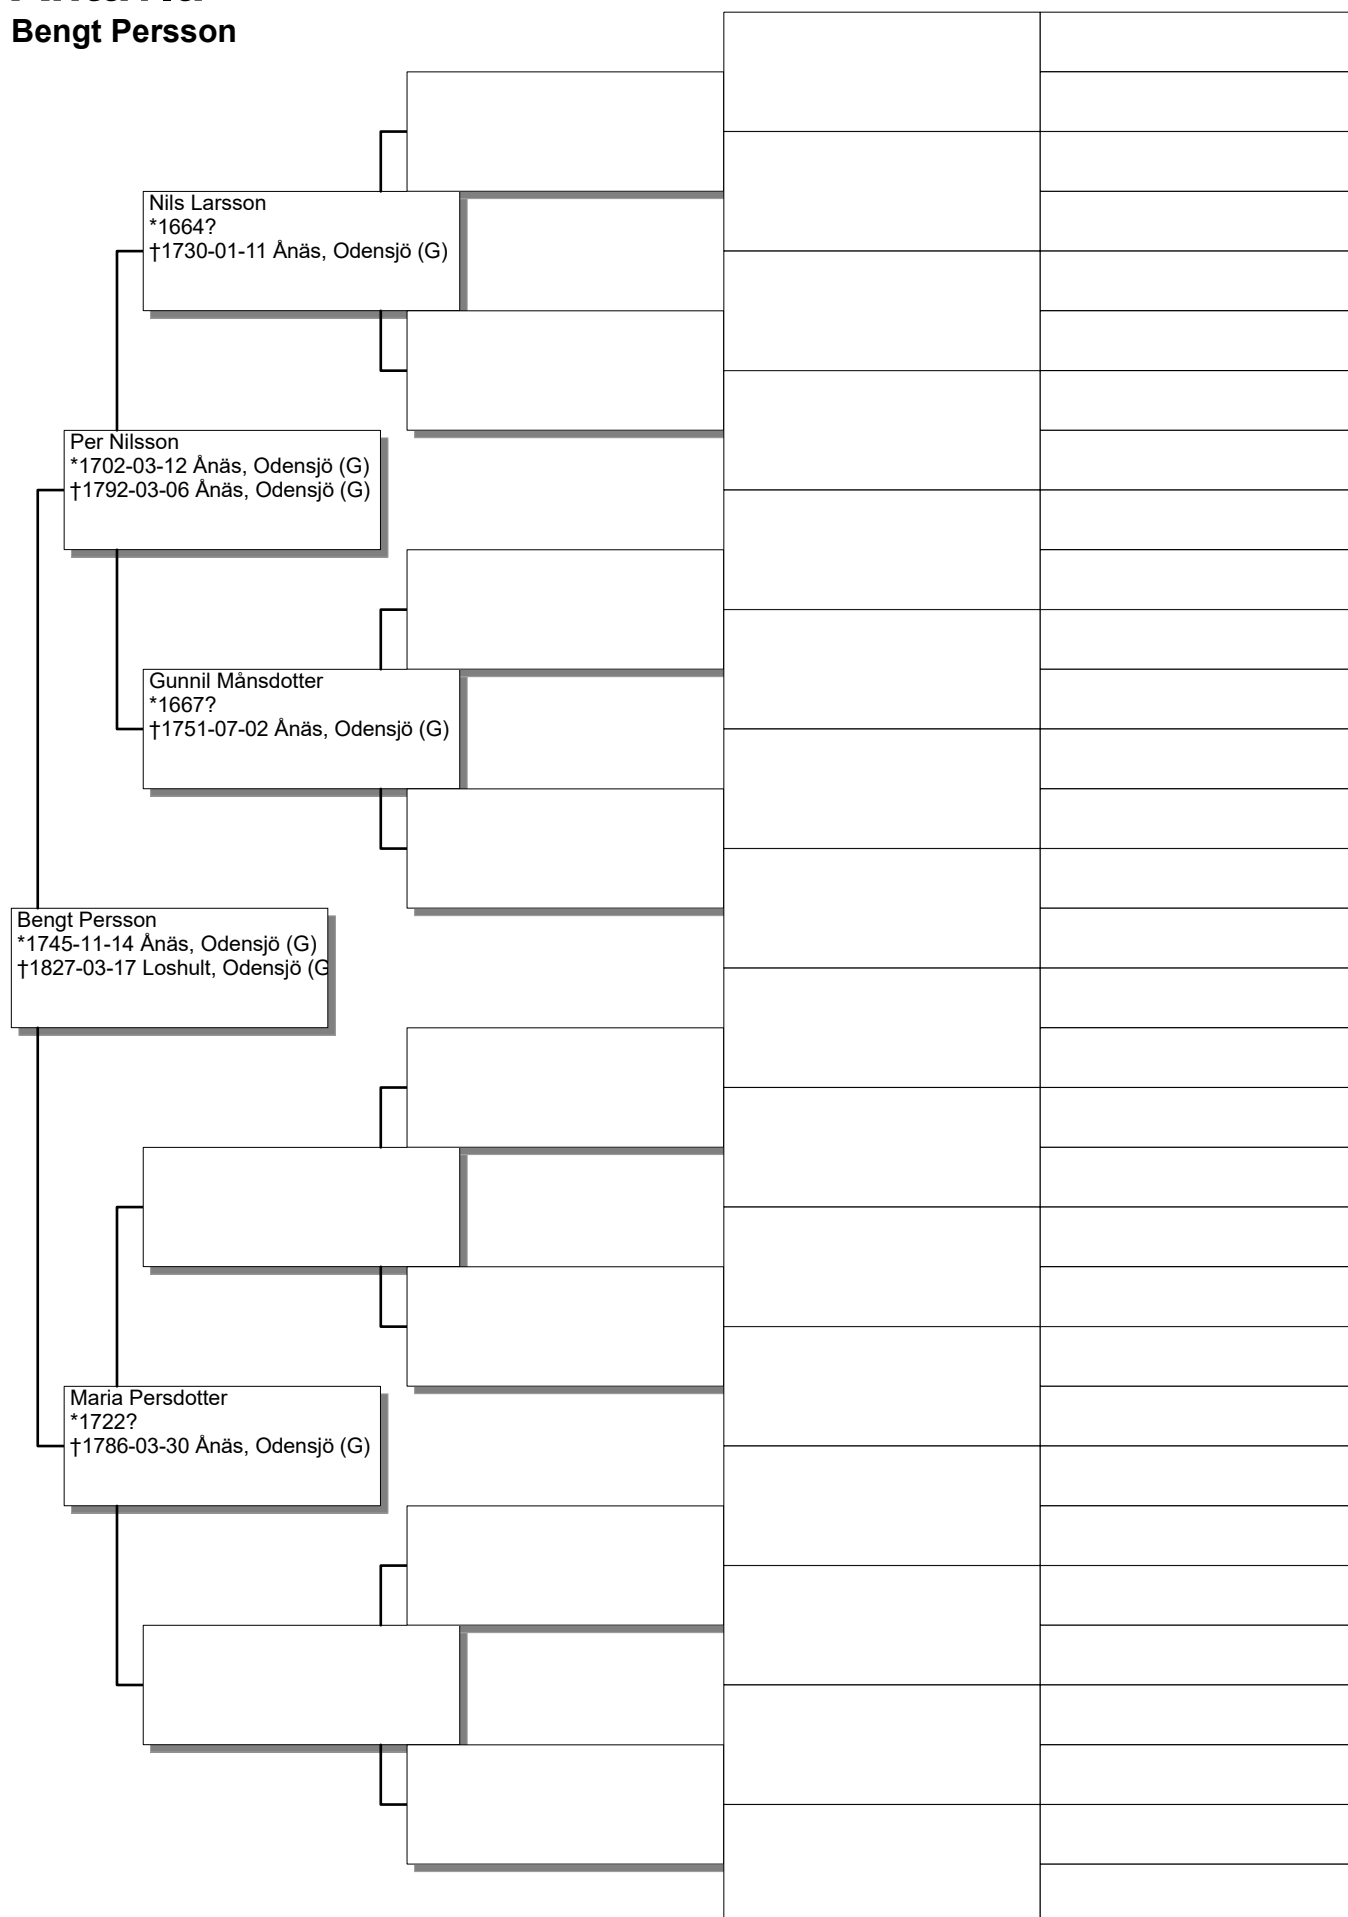 Bengt Persson
Nils Larsson
*1664?
†1730-01-11 Ånäs, Odensjö (G)
Per Nilsson
*1702-03-12 Ånäs, Odensjö (G)
†1792-03-06 Ånäs, Odensjö (G)
Gunnil Månsdotter
*1667?
†1751-07-02 Ånäs, Odensjö (G)
Bengt Persson
*1745-11-14 Ånäs, Odensjö (G)
†1827-03-17 Loshult, Odensjö (G
Maria Persdotter
*1722?
†1786-03-30 Ånäs, Odensjö (G)